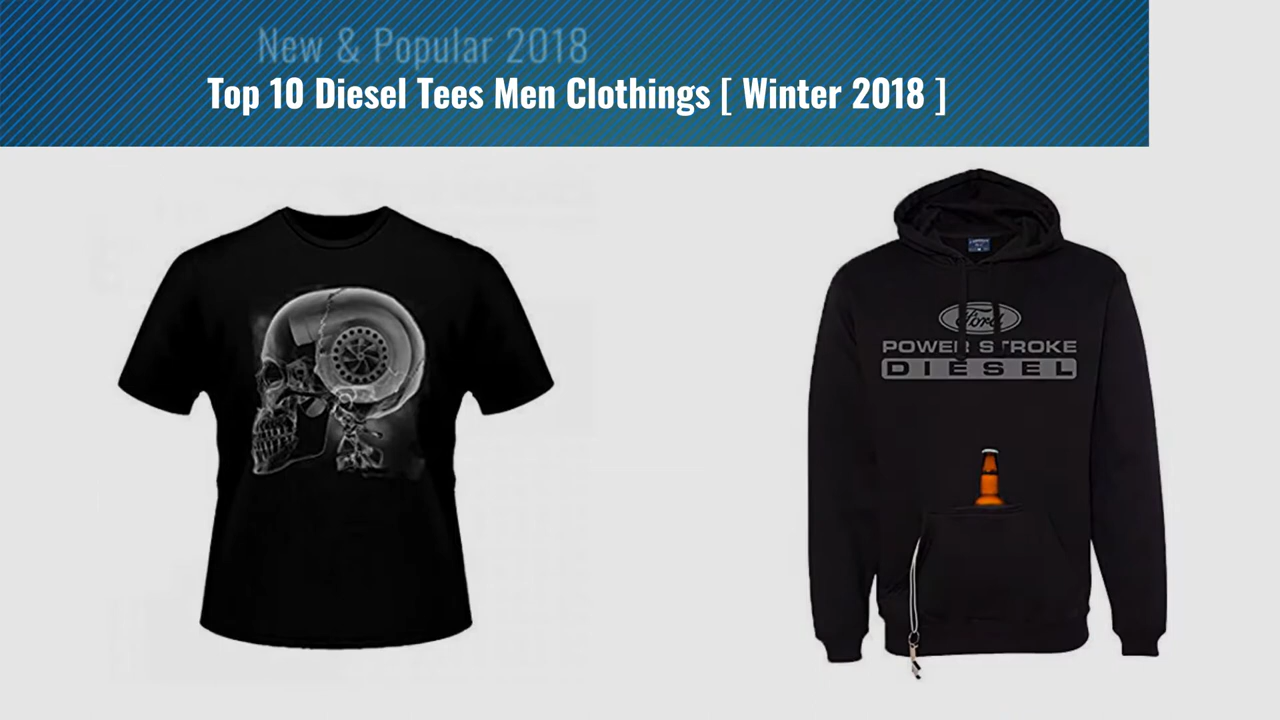 New & Popular 2018
Top 10 Diesel Tees Men Clothings [ Winter 2018 ]
Ford
POWER STROKE
DIESEL